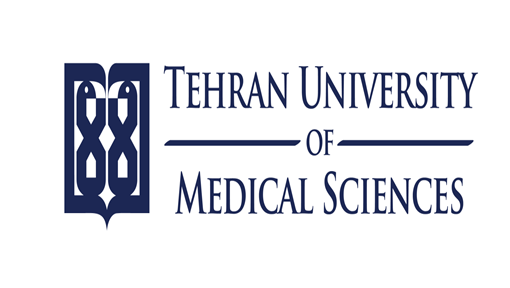 TEHRAN UNIVERSITY
OF
MEDICAL SCIENCES